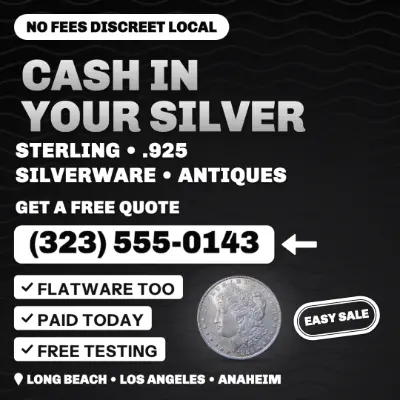 NO FEES DISCREET LOCAL
CASH IN
YOUR SILVER
STERLING • .925
SILVERWARE • ANTIQUES
GET A FREE QUOTE
(323) 555-0143
FLATWARE TOO
PAID TODAY
FREE TESTING
EASY SALE
LONG BEACH • LOS ANGELES • ANAHEIM